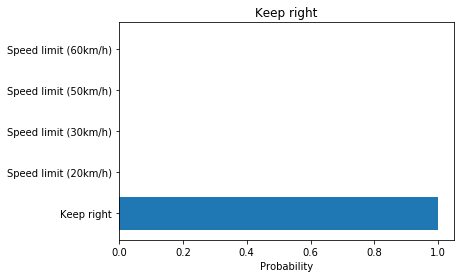 Keep right
Speed limit (60km/h)
Speed limit (50km/h)
Speed limit (30km/h)
Speed limit (20km/h)
Keep right
0.0 0.2 0.4 0.6 0.8 1.0
Probability